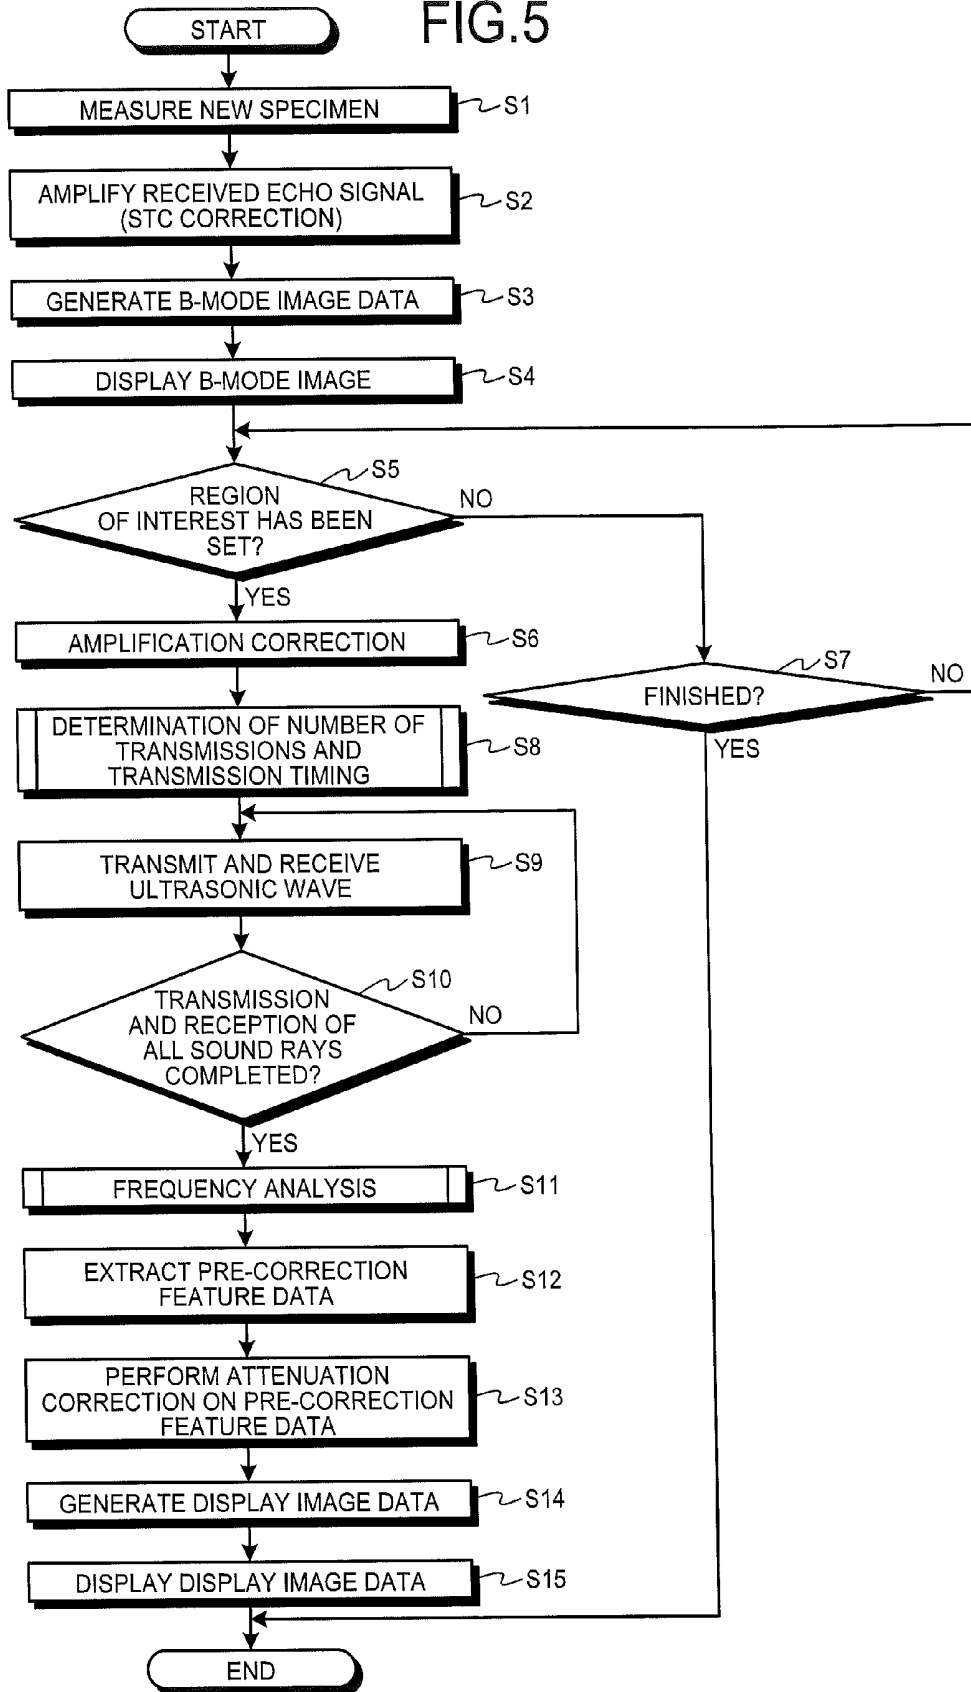 FIG.5
START
MEASURE NEW SPECIMEN
S1
AMPLIFY RECEIVED ECHO SIGNAL
(STC CORRECTION)
S2
GENERATE B-MODE IMAGE DATA
S3
DISPLAY B-MODE IMAGE
S4
S5
REGION
OF INTEREST HAS BEEN
SET?
NO
YES
AMPLIFICATION CORRECTION
S6
S7
FINISHED?
NO
YES
DETERMINATION OF NUMBER OF
TRANSMISSIONS AND
TRANSMISSION TIMING
S8
TRANSMIT AND RECEIVE
ULTRASONIC WAVE
S9
S10
TRANSMISSION
AND RECEPTION OF
ALL SOUND RAYS
COMPLETED?
NO
YES
FREQUENCY ANALYSIS
S11
EXTRACT PRE-CORRECTION
FEATURE DATA
S12
PERFORM ATTENUATION
CORRECTION ON PRE-CORRECTION
FEATURE DATA
S13
GENERATE DISPLAY IMAGE DATA
S14
DISPLAY DISPLAY IMAGE DATA
S15
END